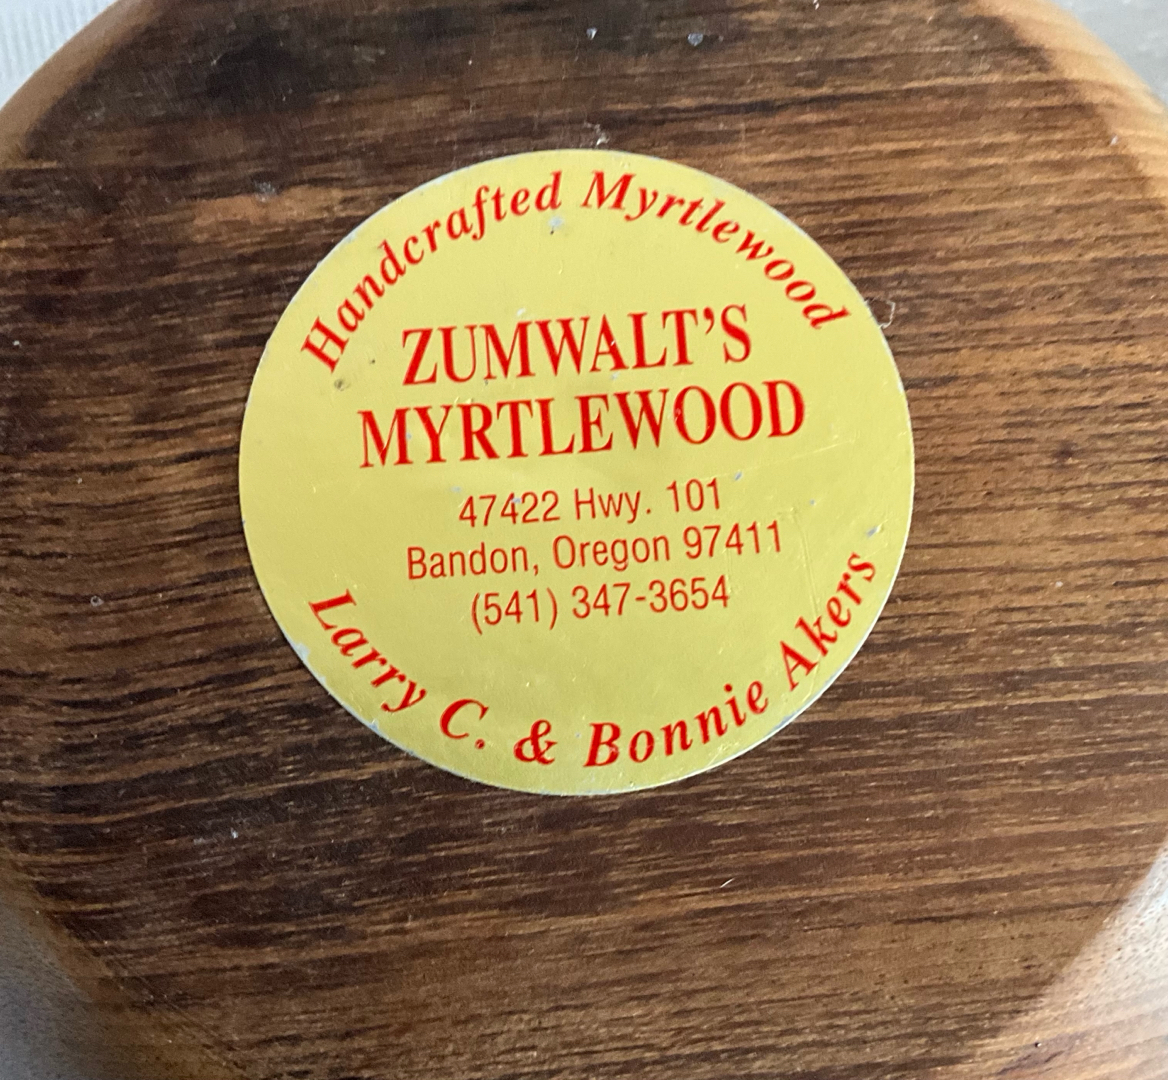 Handcrafted Myrtlewood
ZUMWALT'S
MYRTLEWOOD
47422 Hwy. 101
Bandon, Oregon 97411
(541) 347-3654
Larry C. & Bonnie Akers